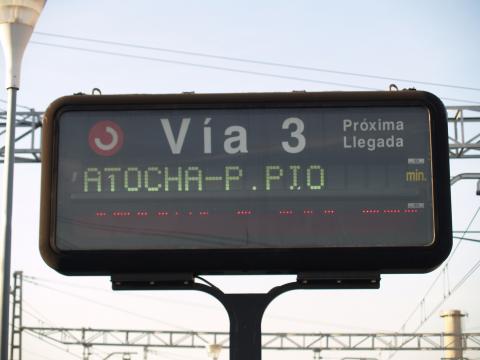 Vía 3
Próxima
Llegada
ATOCHA-P.PIO
min.